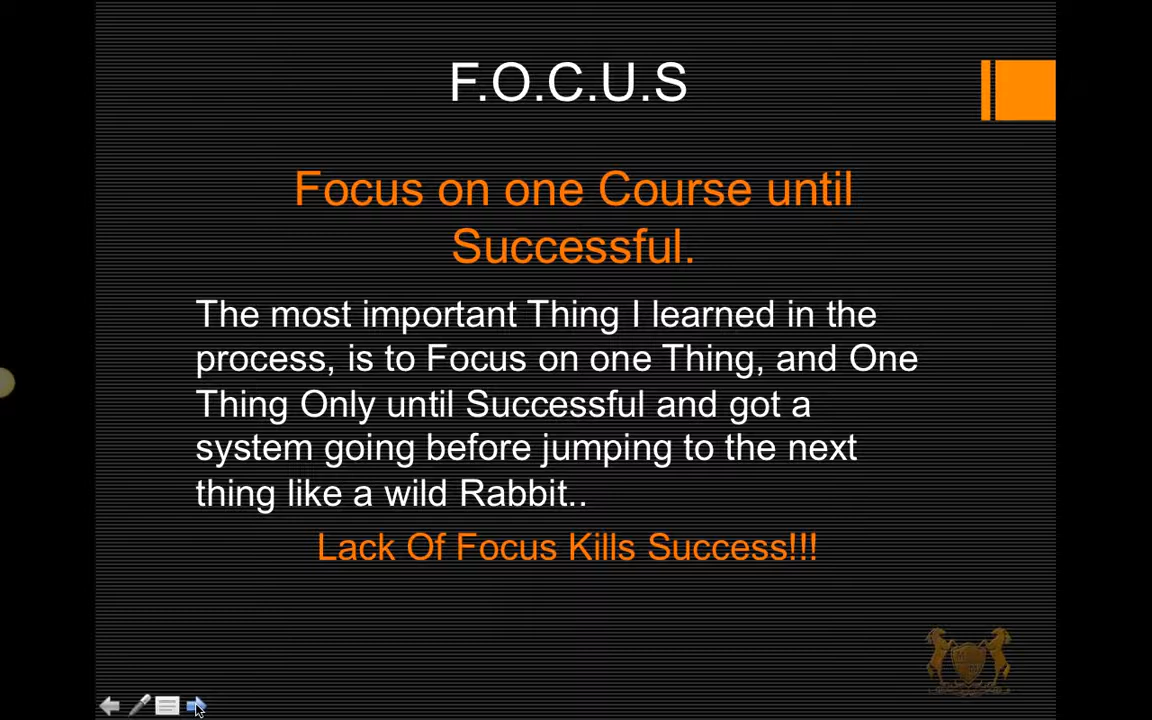 F.O.C.U.S
Focus on one Course until
Successful.
The most important Thing I learned in the
process, is to Focus on one Thing, and One
Thing Only until Successful and got a
system going before jumping to the next
thing like a wild Rabbit..
Lack Of Focus Kills Success!!!